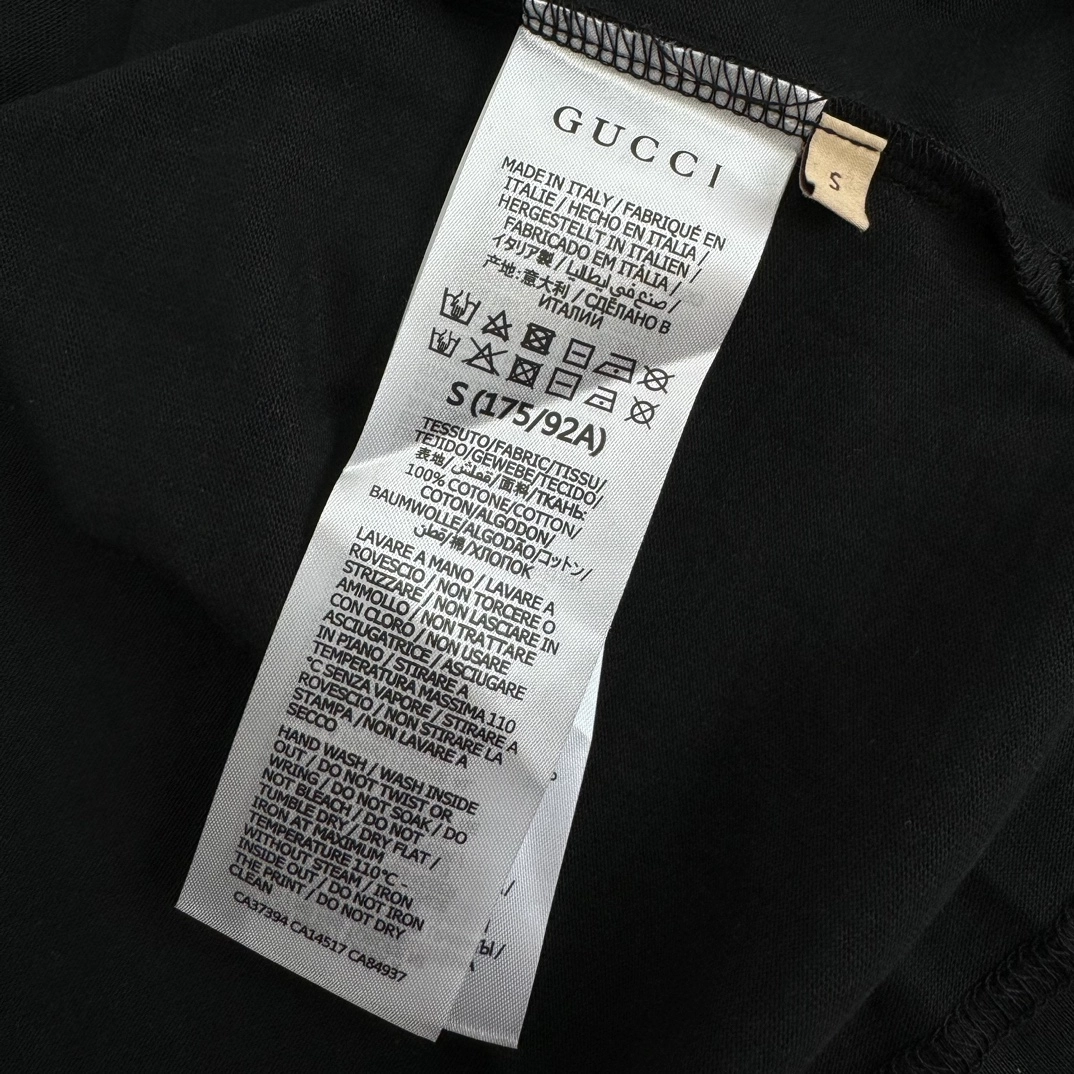 GUCCI
S
MADE IN ITALY / FABRIQUÉ EN
ITALIE / HECHO EN ITALIA /
HERGESTELLT IN ITALIEN /
FABRICADO EM ITÁLIA /
イタリア製 / صنع في إيطاليا /
产地: 意大利 / СДЕЛАНО В
ИТАЛИИ
S (175/92A)
TESSUTO/FABRIC/TISSU/
TEJIDO/GEWEBE/TECIDO/
表地/قماش/面料/ТКАНЬ:
100% COTONE/COTTON/
COTON/ALGODON/
BAUMWOLLE/ALGODÃO/コットン/
قطن/棉/ХЛОПОК
LAVARE A MANO / LAVARE A
ROVESCIO / NON TORCERE O
STRIZZARE / NON LASCIARE IN
AMMOLLO / NON TRATTARE
CON CLORO / NON USARE
ASCIUGATRICE / ASCIUGARE
IN PIANO / STIRARE A
TEMPERATURA MASSIMA 110
°C SENZA VAPORE / STIRARE A
ROVESCIO / NON STIRARE LA
STAMPA / NON LAVARE A
SECCO
HAND WASH / WASH INSIDE
OUT / DO NOT TWIST OR
WRING / DO NOT SOAK / DO
NOT BLEACH / DO NOT
TUMBLE DRY / DRY FLAT /
IRON AT MAXIMUM
TEMPERATURE 110°C
WITHOUT STEAM / IRON
INSIDE OUT / DO NOT IRON
THE PRINT / DO NOT DRY
CLEAN
CA37394 CA14517 CA84937